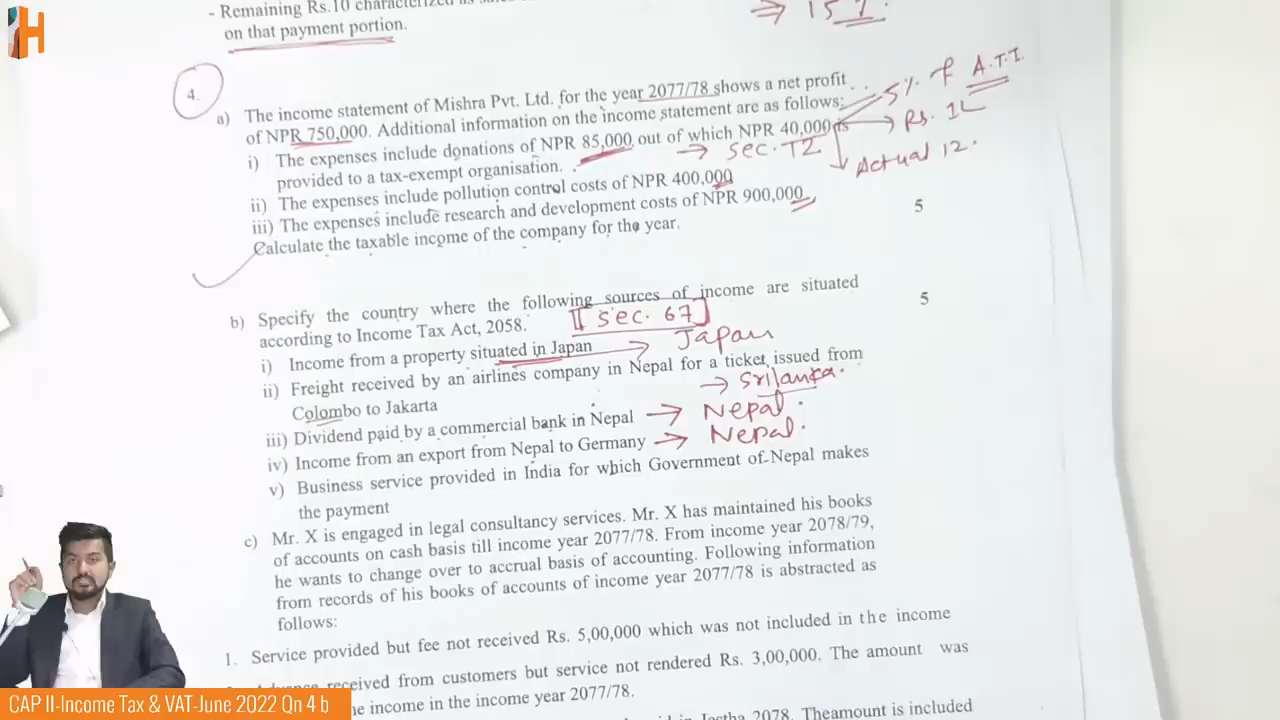 - Remaining Rs.10 characterized as
on that payment portion.
⇒ 15 %
4.
a) The income statement of Mishra Pvt. Ltd. for the year 2077/78 shows a net profit
of NPR 750,000. Additional information on the income statement are as follows:
i) The expenses include donations of NPR 85,000 out of which NPR 40,000 is
provided to a tax-exempt organisation.
→ Sec. 12
5% of A.T.I.
→ Rs. 1L
Actual 12.
ii) The expenses include pollution control costs of NPR 400,000
iii) The expenses include research and development costs of NPR 900,000
Calculate the taxable income of the company for the year.
5
b) Specify the country where the following sources of income are situated
according to Income Tax Act, 2058. [sec. 67]
5
i) Income from a property situated in Japan → Japan
ii) Freight received by an airlines company in Nepal for a ticket issued from
Colombo to Jakarta → Srilanka.
iii) Dividend paid by a commercial bank in Nepal → Nepal.
iv) Income from an export from Nepal to Germany → Nepal.
v) Business service provided in India for which Government of Nepal makes
the payment
c) Mr. X is engaged in legal consultancy services. Mr. X has maintained his books
of accounts on cash basis till income year 2077/78. From income year 2078/79,
he wants to change over to accrual basis of accounting. Following information
from records of his books of accounts of income year 2077/78 is abstracted as
follows:
1. Service provided but fee not received Rs. 5,00,000 which was not included in the income
received from customers but service not rendered Rs. 3,00,000. The amount was
income in the income year 2077/78.
2078. Theamount is included
H
CAP II-Income Tax & VAT-June 2022 Qn 4 b